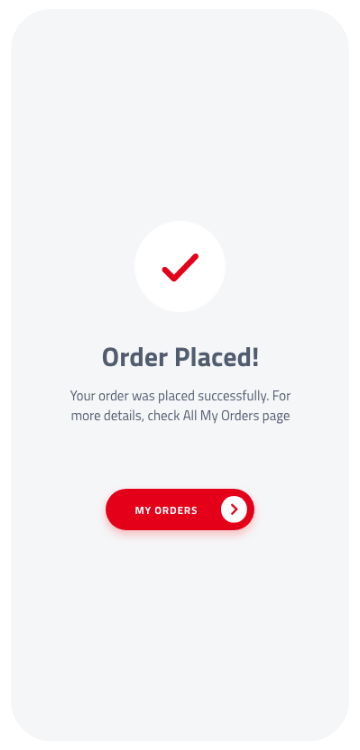 Order Placed!
Your order was placed successfully. For
more details, check All My Orders page
MY ORDERS